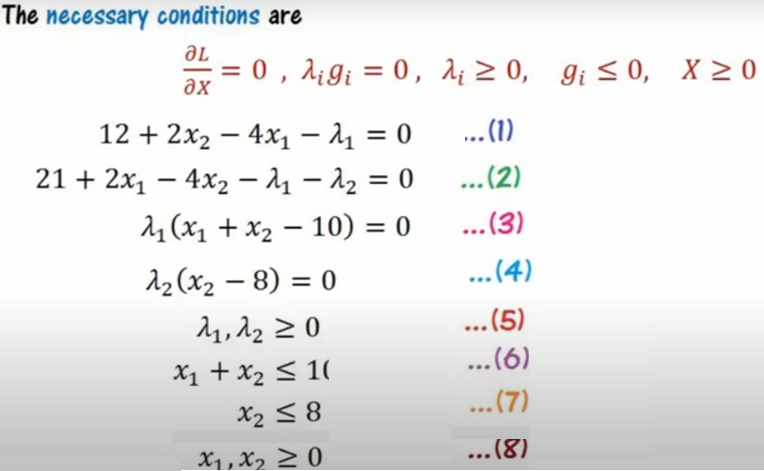 The necessary conditions are
∂L/∂X = 0 , λᵢgᵢ = 0 , λᵢ ≥ 0, gᵢ ≤ 0, X ≥ 0
12 + 2x₂ − 4x₁ − λ₁ = 0 ...(1)
21 + 2x₁ − 4x₂ − λ₁ − λ₂ = 0 ...(2)
λ₁(x₁ + x₂ − 10) = 0 ...(3)
λ₂(x₂ − 8) = 0 ...(4)
λ₁, λ₂ ≥ 0 ...(5)
x₁ + x₂ ≤ 1 ...(6)
x₂ ≤ 8 ...(7)
x₁, x₂ ≥ 0 ...(8)